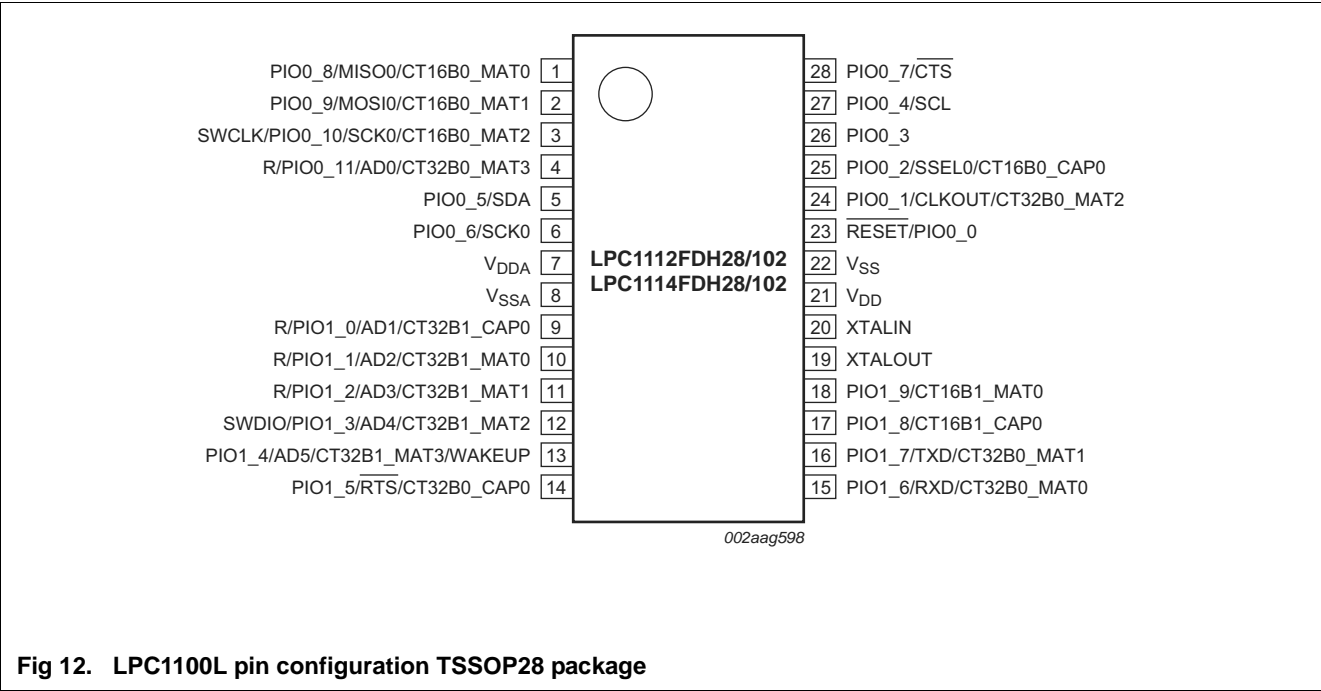 PIO0_8/MISO0/CT16B0_MAT0 1
PIO0_9/MOSI0/CT16B0_MAT1 2
SWCLK/PIO0_10/SCK0/CT16B0_MAT2 3
R/PIO0_11/AD0/CT32B0_MAT3 4
PIO0_5/SDA 5
PIO0_6/SCK0 6
VDDA 7
VSSA 8
R/PIO1_0/AD1/CT32B1_CAP0 9
R/PIO1_1/AD2/CT32B1_MAT0 10
R/PIO1_2/AD3/CT32B1_MAT1 11
SWDIO/PIO1_3/AD4/CT32B1_MAT2 12
PIO1_4/AD5/CT32B1_MAT3/WAKEUP 13
PIO1_5/RTS/CT32B0_CAP0 14
LPC1112FDH28/102
LPC1114FDH28/102
28 PIO0_7/CTS
27 PIO0_4/SCL
26 PIO0_3
25 PIO0_2/SSEL0/CT16B0_CAP0
24 PIO0_1/CLKOUT/CT32B0_MAT2
23 RESET/PIO0_0
22 VSS
21 VDD
20 XTALIN
19 XTALOUT
18 PIO1_9/CT16B1_MAT0
17 PIO1_8/CT16B1_CAP0
16 PIO1_7/TXD/CT32B0_MAT1
15 PIO1_6/RXD/CT32B0_MAT0
002aag598
Fig 12. LPC1100L pin configuration TSSOP28 package